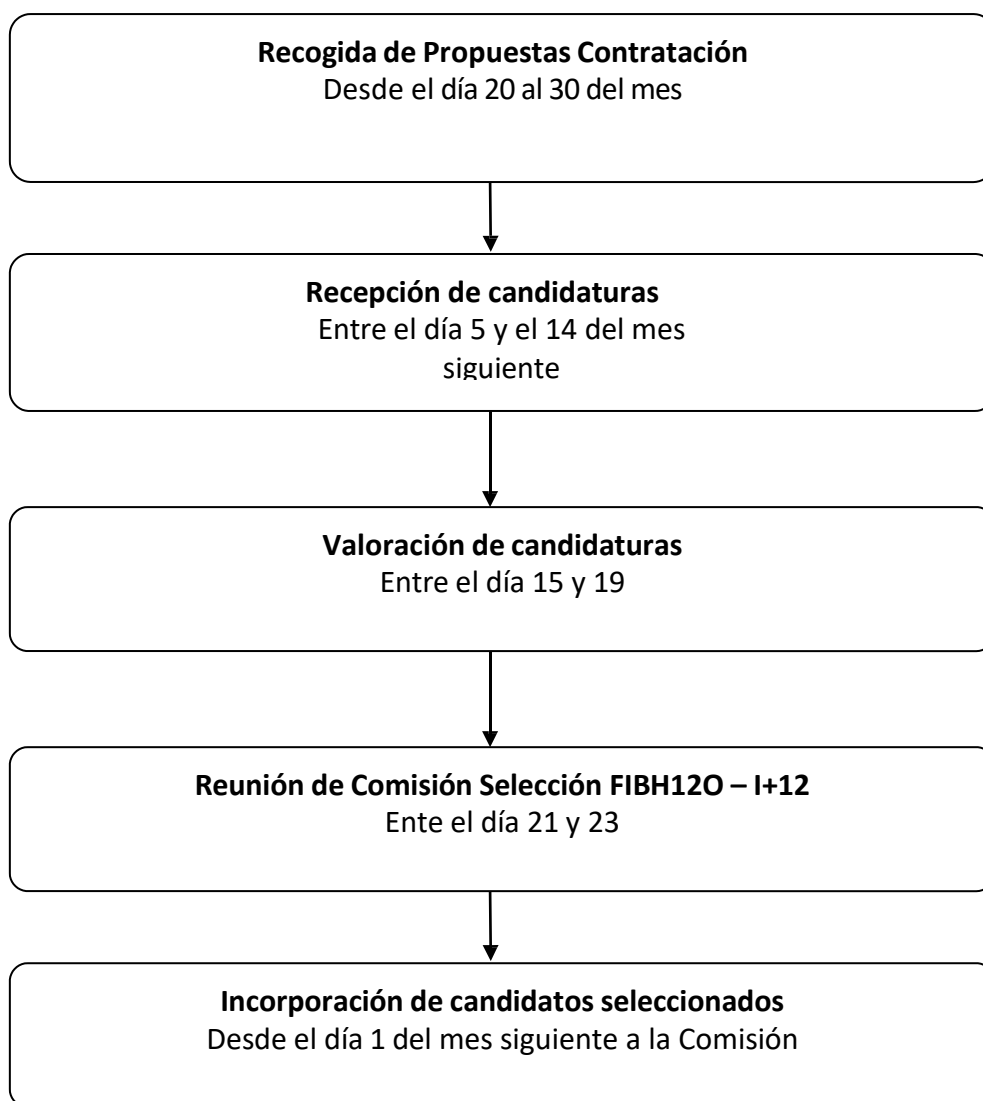 Recogida de Propuestas Contratación
Desde el día 20 al 30 del mes
Recepción de candidaturas
Entre el día 5 y el 14 del mes
siguiente
Valoración de candidaturas
Entre el día 15 y 19
Reunión de Comisión Selección FIBH12O – I+12
Ente el día 21 y 23
Incorporación de candidatos seleccionados
Desde el día 1 del mes siguiente a la Comisión